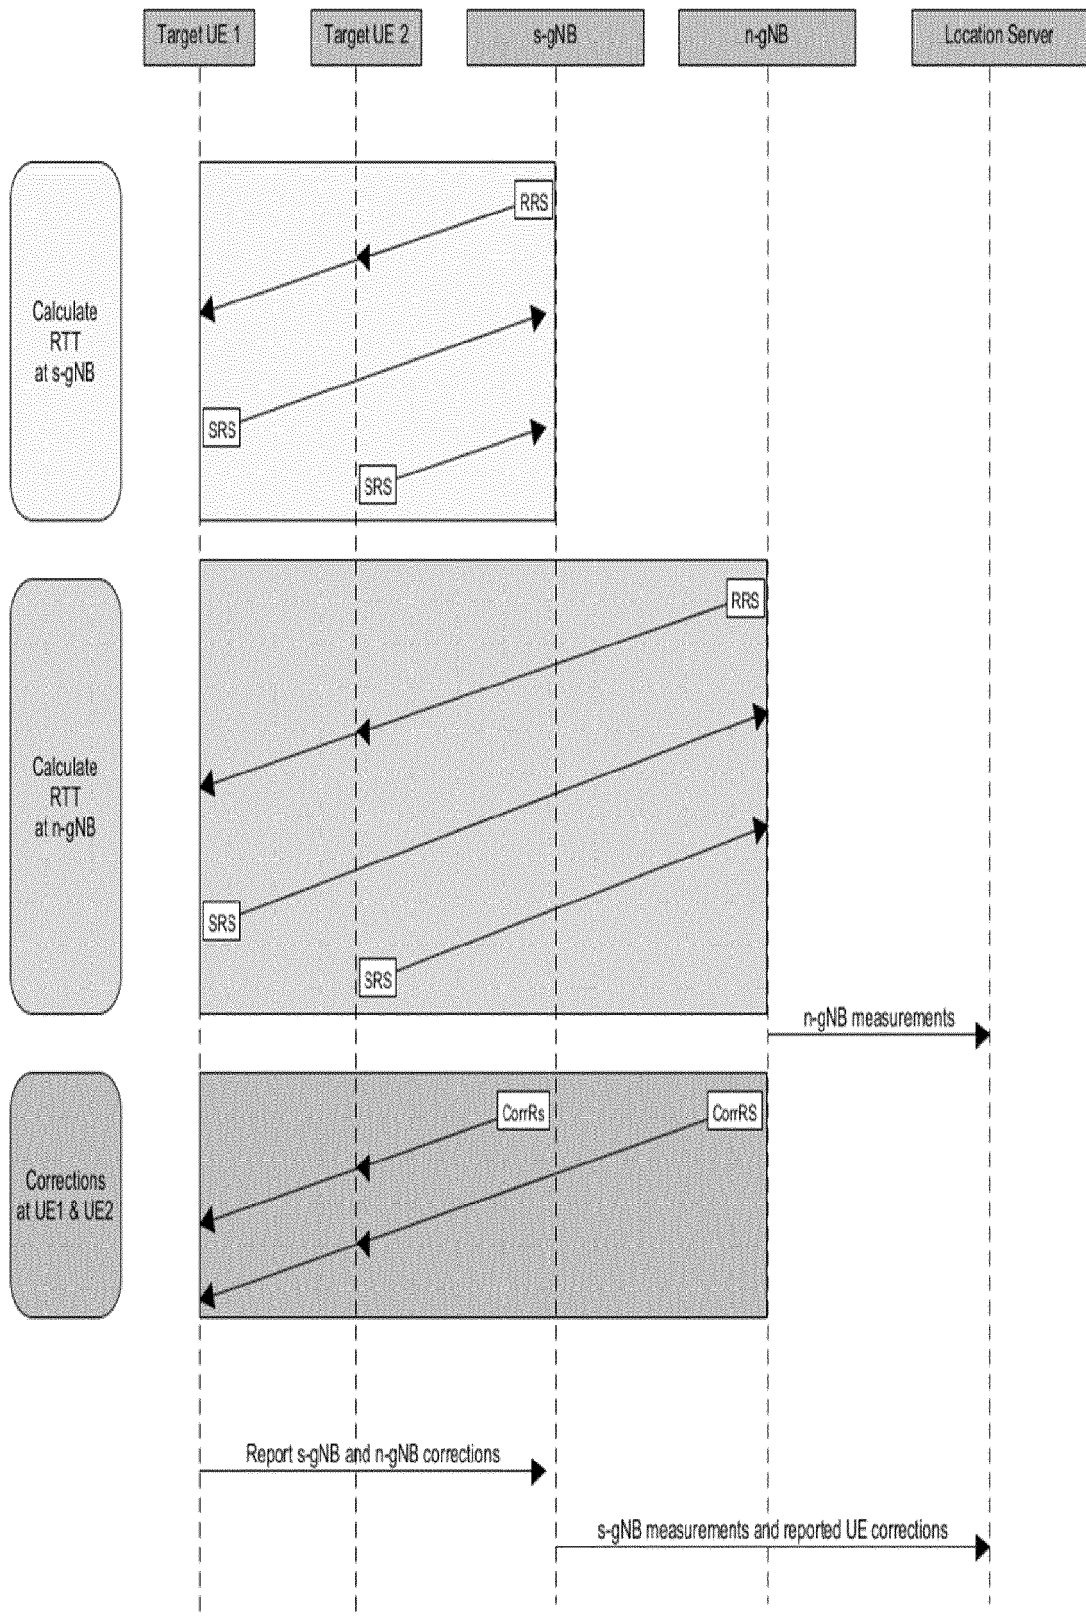 Target UE 1
Target UE 2
s-gNB
n-gNB
Location Server
RRS
Calculate
RTT
at s-gNB
SRS
SRS
RRS
Calculate
RTT
at n-gNB
SRS
SRS
n-gNB measurements
CorrRs
CorrRS
Corrections
at UE1 & UE2
Report s-gNB and n-gNB corrections
s-gNB measurements and reported UE corrections